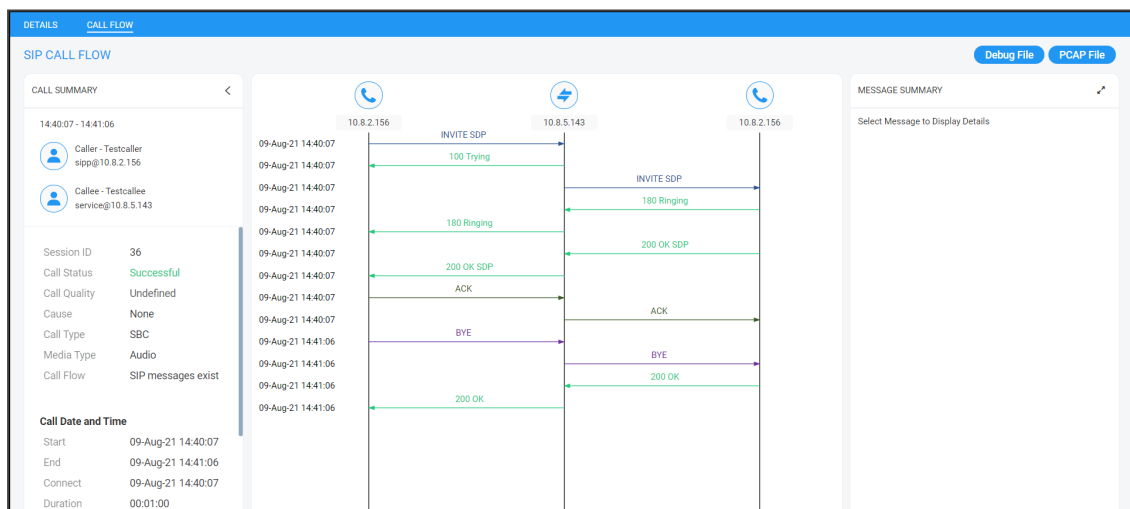 DETAILS CALL FLOW
SIP CALL FLOW
Debug File PCAP File
CALL SUMMARY
14:40:07 - 14:41:06
Caller - Testcaller
sipp@10.8.2.156
Callee - Testcallee
service@10.8.5.143
Session ID 36
Call Status Successful
Call Quality Undefined
Cause None
Call Type SBC
Media Type Audio
Call Flow SIP messages exist
Call Date and Time
Start 09-Aug-21 14:40:07
End 09-Aug-21 14:41:06
Connect 09-Aug-21 14:40:07
Duration 00:01:00
10.8.2.156 10.8.5.143 10.8.2.156
INVITE SDP
09-Aug-21 14:40:07
100 Trying
09-Aug-21 14:40:07
INVITE SDP
09-Aug-21 14:40:07
180 Ringing
09-Aug-21 14:40:07
180 Ringing
09-Aug-21 14:40:07
200 OK SDP
09-Aug-21 14:40:07
200 OK SDP
09-Aug-21 14:40:07
ACK
09-Aug-21 14:40:07
ACK
09-Aug-21 14:40:07
BYE
09-Aug-21 14:41:06
BYE
09-Aug-21 14:41:06
200 OK
09-Aug-21 14:41:06
200 OK
09-Aug-21 14:41:06
MESSAGE SUMMARY
Select Message to Display Details